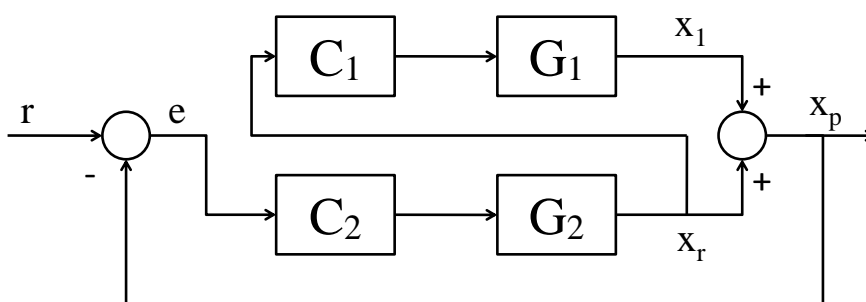 C₁ G₁ x₁
r e + xₚ
- +
C₂ G₂ xᵣ